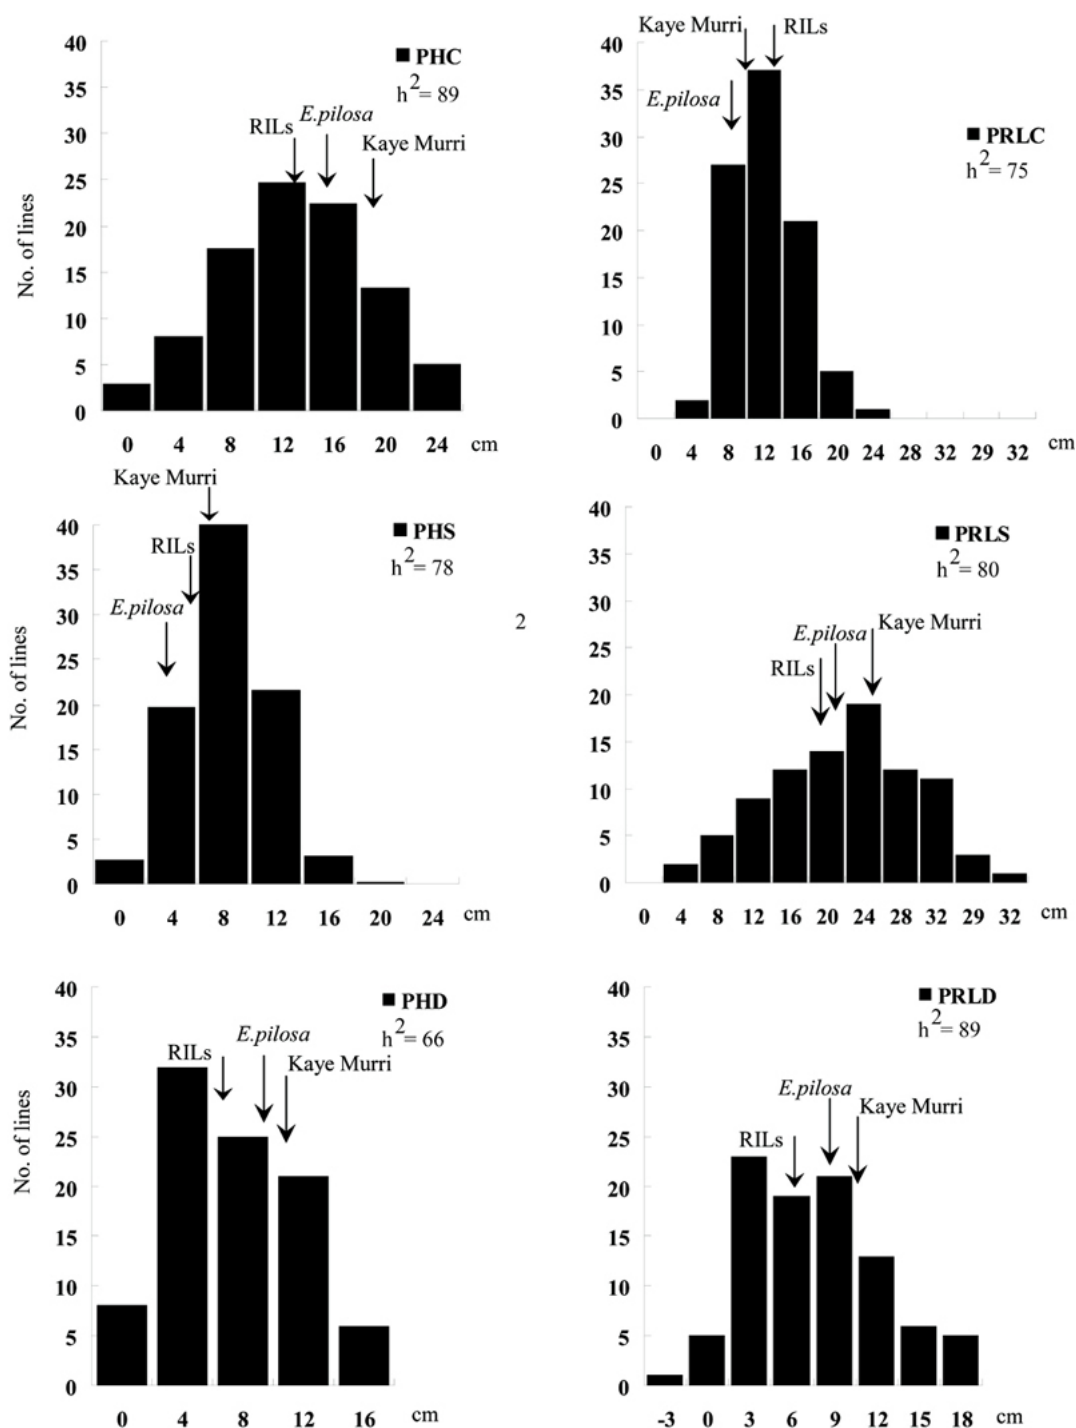 40
■ PHC
h2= 89
35
30
25
20
15
10
5
0
No. of lines
RILs
E.pilosa
Kaye Murri
0 4 8 12 16 20 24 cm
Kaye Murri
RILs
E.pilosa
40
35
30
25
20
15
10
5
0
■ PRLC
h2= 75
0 4 8 12 16 20 24 28 32 29 32 cm
Kaye Murri
RILs
E.pilosa
■ PHS
h2= 78
40
35
30
25
20
15
10
5
0
No. of lines
0 4 8 12 16 20 24 cm
2
40
35
30
25
20
15
10
5
0
■ PRLS
h2= 80
Kaye Murri
E.pilosa
RILs
0 4 8 12 16 20 24 28 32 29 32 cm
40
35
30
25
20
15
10
5
0
No. of lines
■ PHD
h2= 66
E.pilosa
RILs
Kaye Murri
0 4 8 12 16 cm
40
35
30
25
20
15
10
5
0
■ PRLD
h2= 89
E.pilosa
Kaye Murri
RILs
-3 0 3 6 9 12 15 18 cm